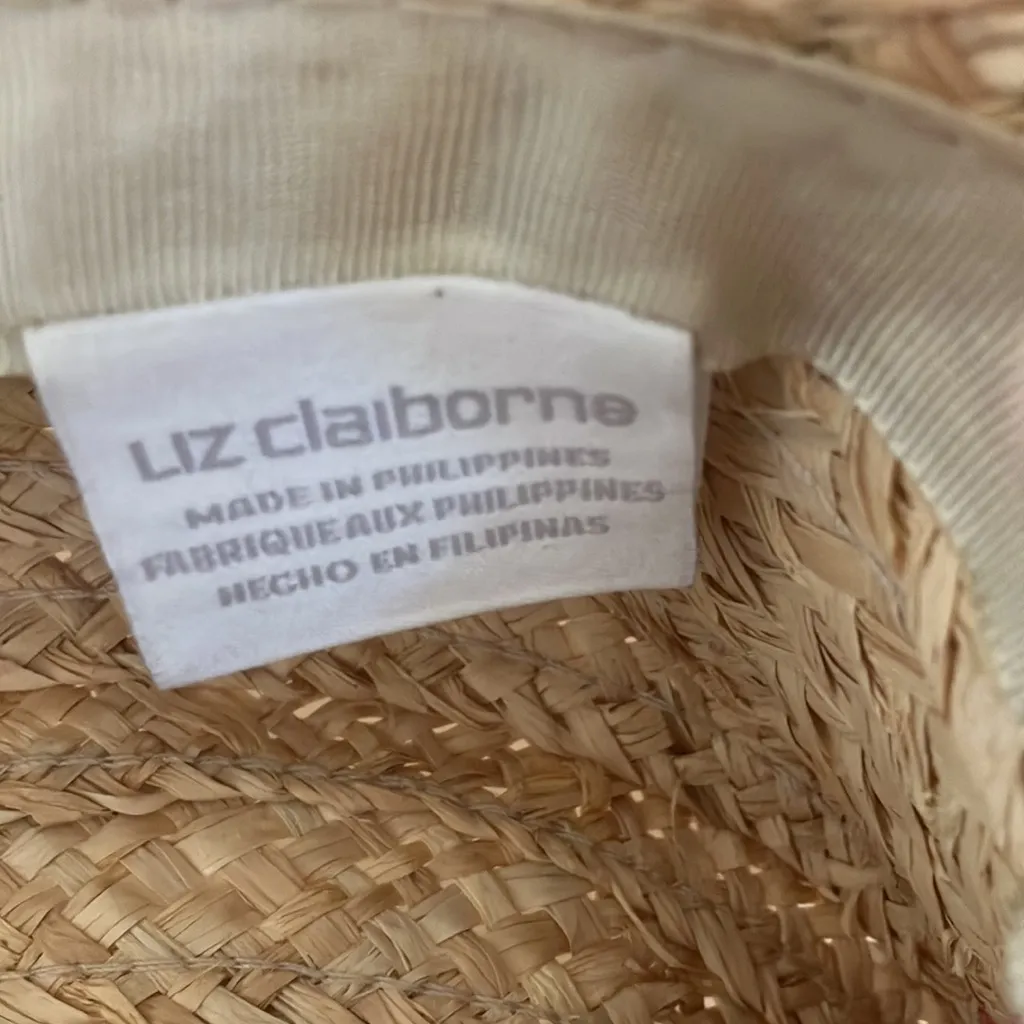 LIZ claiborne
MADE IN PHILIPPINES
FABRIQUE AUX PHILIPPINES
HECHO EN FILIPINAS